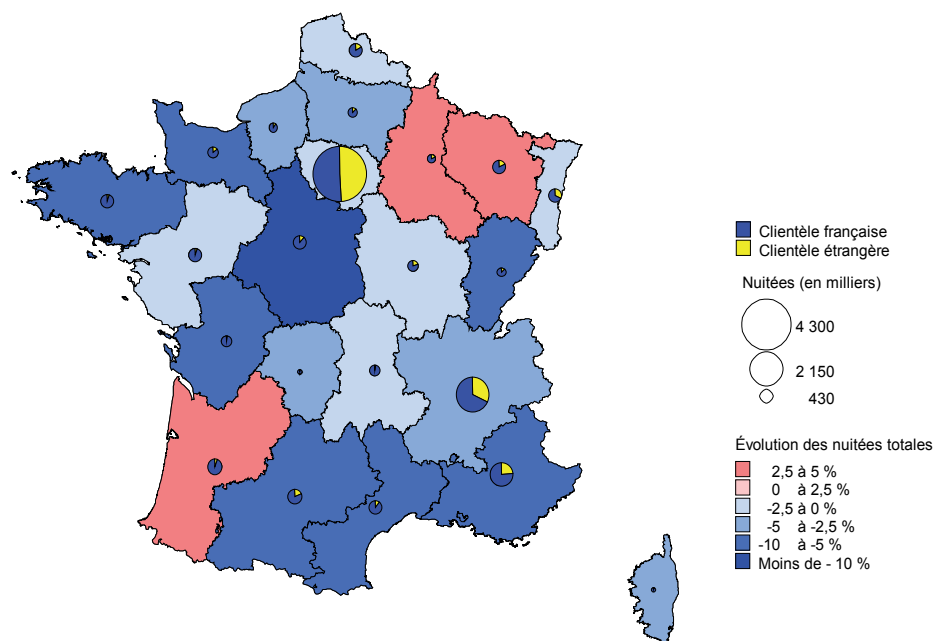 Clientèle française
Clientèle étrangère
Nuitées (en milliers)
4 300
2 150
430
Évolution des nuitées totales
2,5 à 5 %
0 à 2,5 %
-2,5 à 0 %
-5 à -2,5 %
-10 à -5 %
Moins de - 10 %